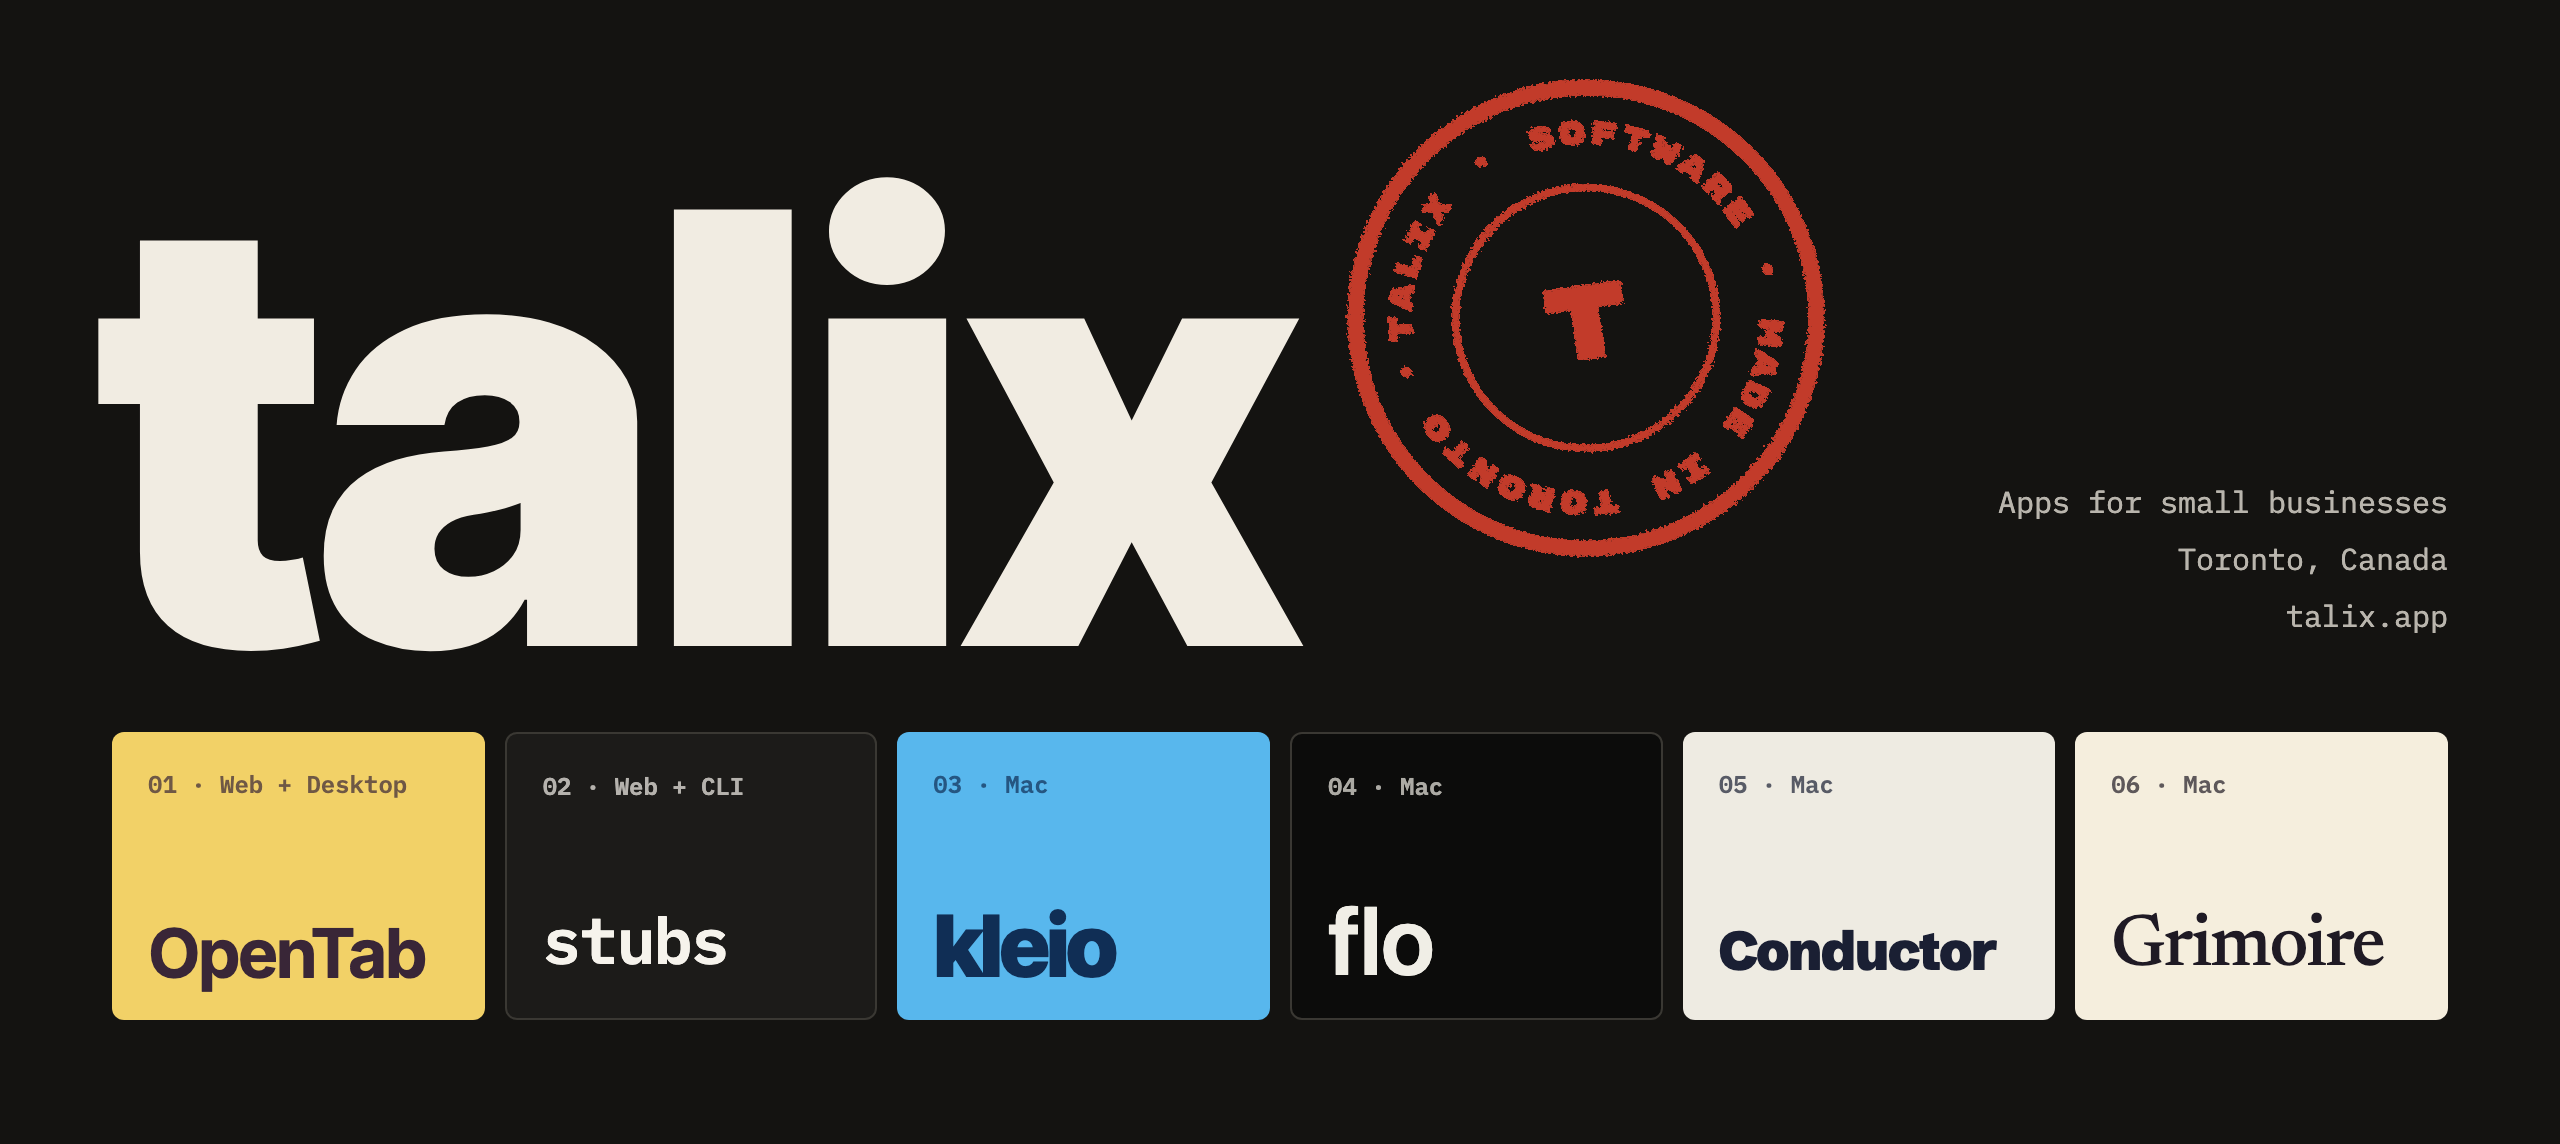 talix
SOFTWARE • MADE IN TORONTO • TALIX •
T
Apps for small businesses
Toronto, Canada
talix.app
01 · Web + Desktop
OpenTab
02 · Web + CLI
stubs
03 · Mac
kleio
04 · Mac
flo
05 · Mac
Conductor
06 · Mac
Grimoire